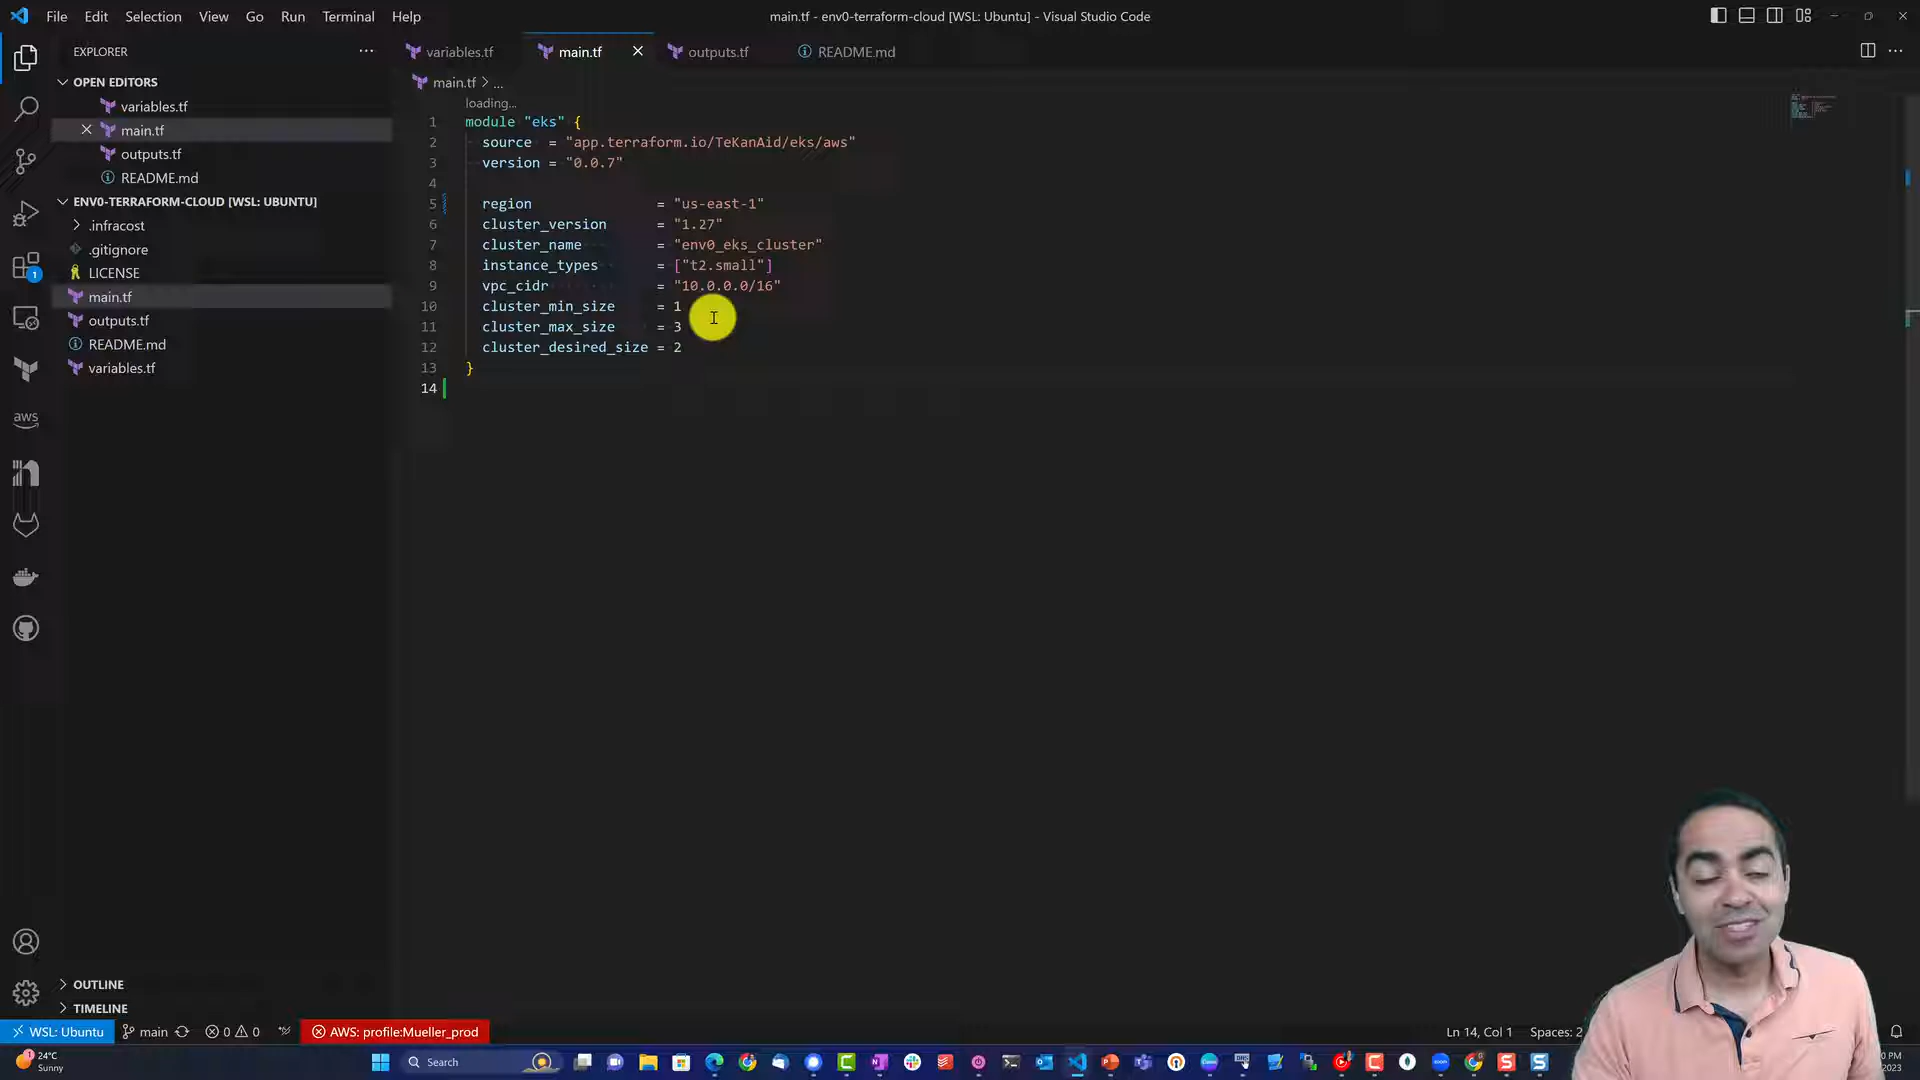 File Edit Selection View Go Run Terminal Help
main.tf - env0-terraform-cloud [WSL: Ubuntu] - Visual Studio Code
EXPLORER
OPEN EDITORS
variables.tf
main.tf
outputs.tf
README.md
ENV0-TERRAFORM-CLOUD [WSL: UBUNTU]
.infracost
.gitignore
LICENSE
main.tf
outputs.tf
README.md
variables.tf
aws
1
OUTLINE
TIMELINE
variables.tf main.tf outputs.tf README.md
main.tf > ...
loading...
1 module "eks" {
2 source = "app.terraform.io/TeKanAid/eks/aws"
3 version = "0.0.7"
4
5 region = "us-east-1"
6 cluster_version = "1.27"
7 cluster_name = "env0_eks_cluster"
8 instance_types = ["t2.small"]
9 vpc_cidr = "10.0.0.0/16"
10 cluster_min_size = 1
11 cluster_max_size = 3
12 cluster_desired_size = 2
13 }
14
WSL: Ubuntu main 0 0 AWS: profile:Mueller_prod
Ln 14, Col 1 Spaces: 2
1 24°C
Sunny
Search
0 PM
2023